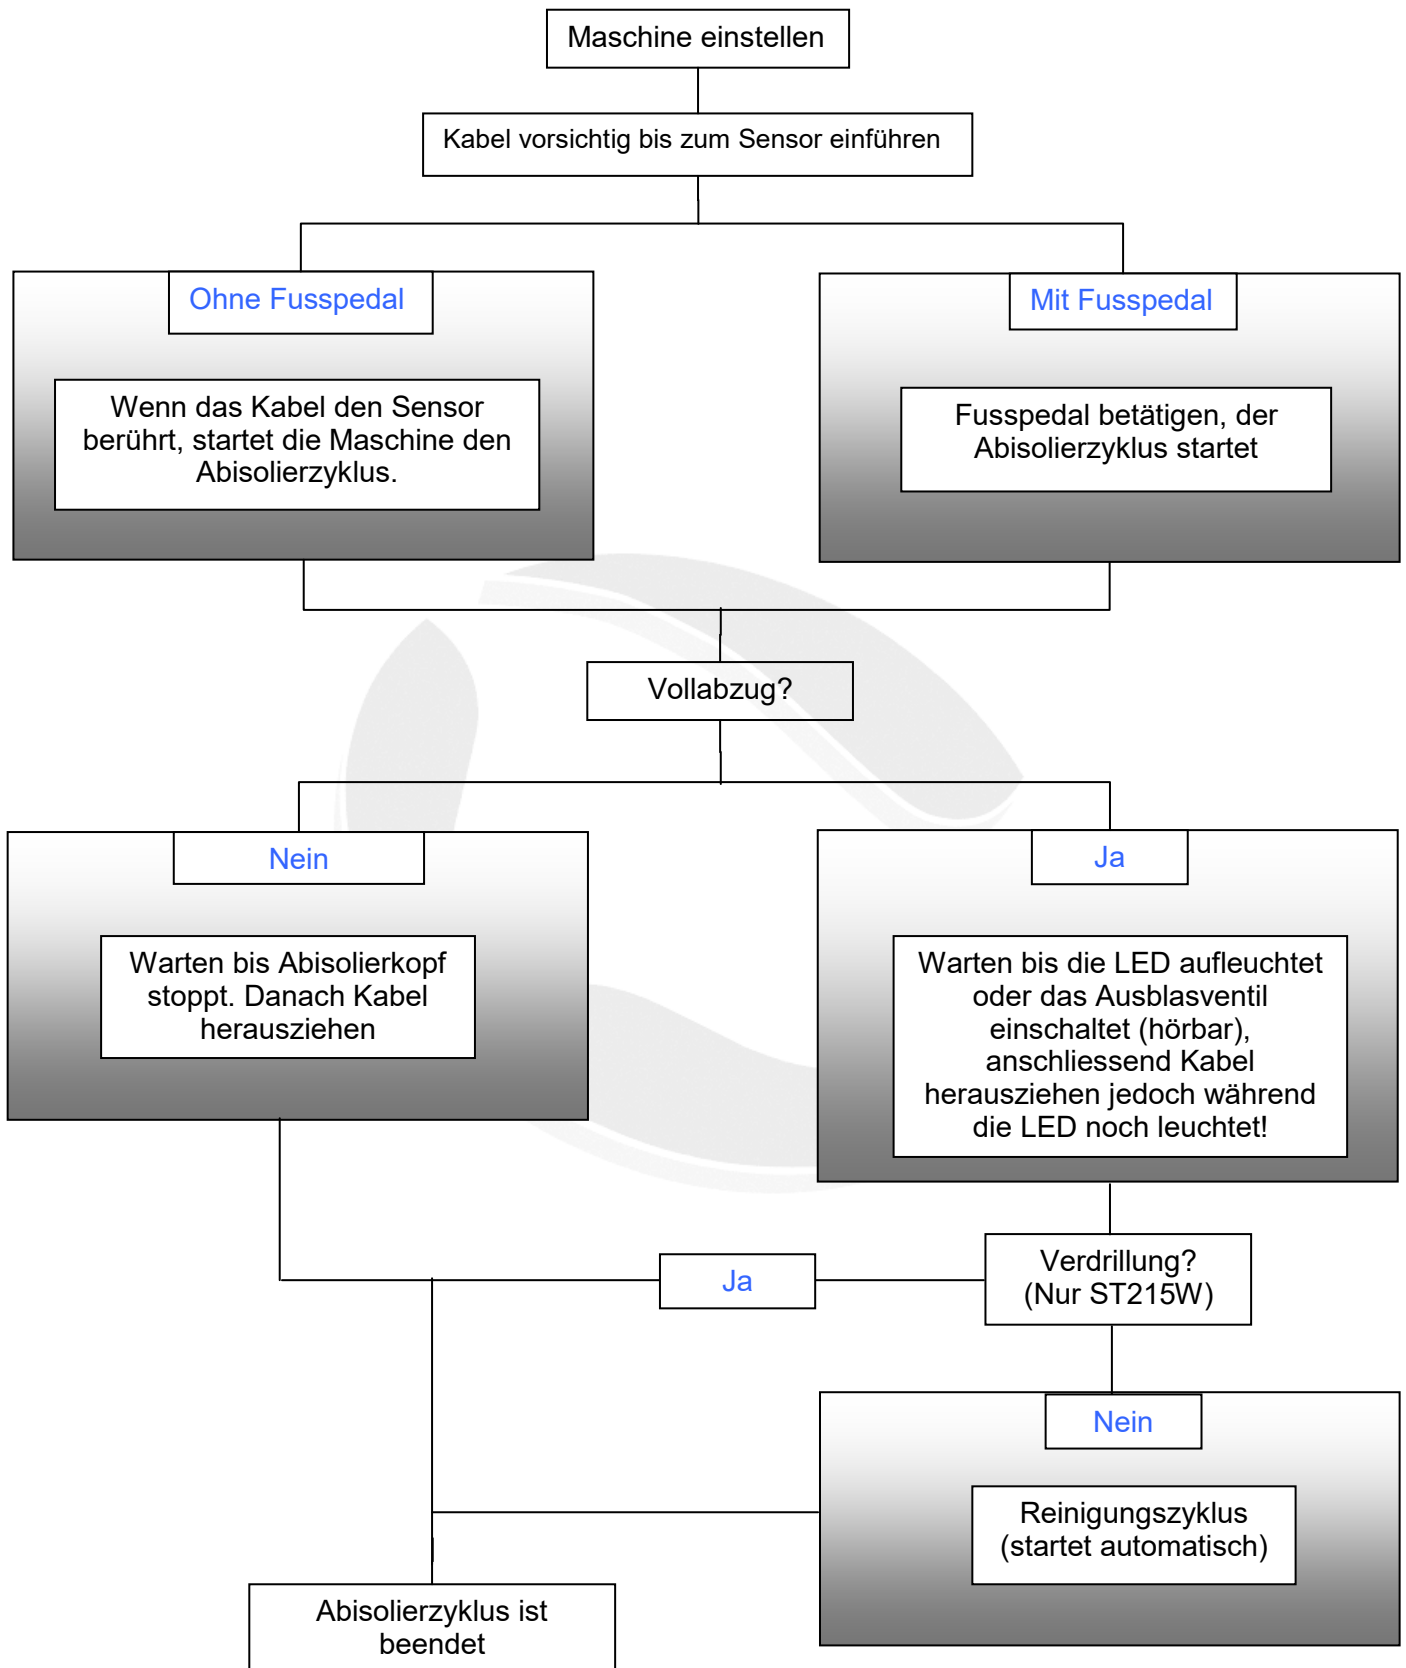 Maschine einstellen
Kabel vorsichtig bis zum Sensor einführen
Ohne Fusspedal
Wenn das Kabel den Sensor
berührt, startet die Maschine den
Abisolierzyklus.
Mit Fusspedal
Fusspedal betätigen, der
Abisolierzyklus startet
Vollabzug?
Nein
Warten bis Abisolierkopf
stoppt. Danach Kabel
herausziehen
Ja
Warten bis die LED aufleuchtet
oder das Ausblasventil
einschaltet (hörbar),
anschliessend Kabel
herausziehen jedoch während
die LED noch leuchtet!
Ja
Verdrillung?
(Nur ST215W)
Nein
Reinigungszyklus
(startet automatisch)
Abisolierzyklus ist
beendet